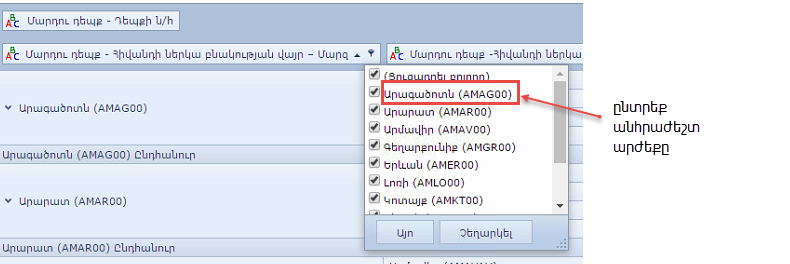 Մարդու դեպք - Դեպքի ն/հ
Մարդու դեպք - Հիվանդի ներկա բնակության վայր – Մարզ
Մարդու դեպք -Հիվանդի ներկա
(Ցուցադրել բոլորը)
Արագածոտն (AMAG00)
Արարատ (AMAR00)
Արմավիր (AMAV00)
Գեղարքունիք (AMGR00)
Երևան (AMER00)
Լոռի (AMLO00)
Կոտայք (AMKT00)
Այո
Չեղարկել
Արագածոտն (AMAG00)
Արագածոտն (AMAG00) Ընդհանուր
Արարատ (AMAR00)
Արարատ (AMAR00) Ընդհանուր
ընտրեք
անհրաժեշտ
արժեքը